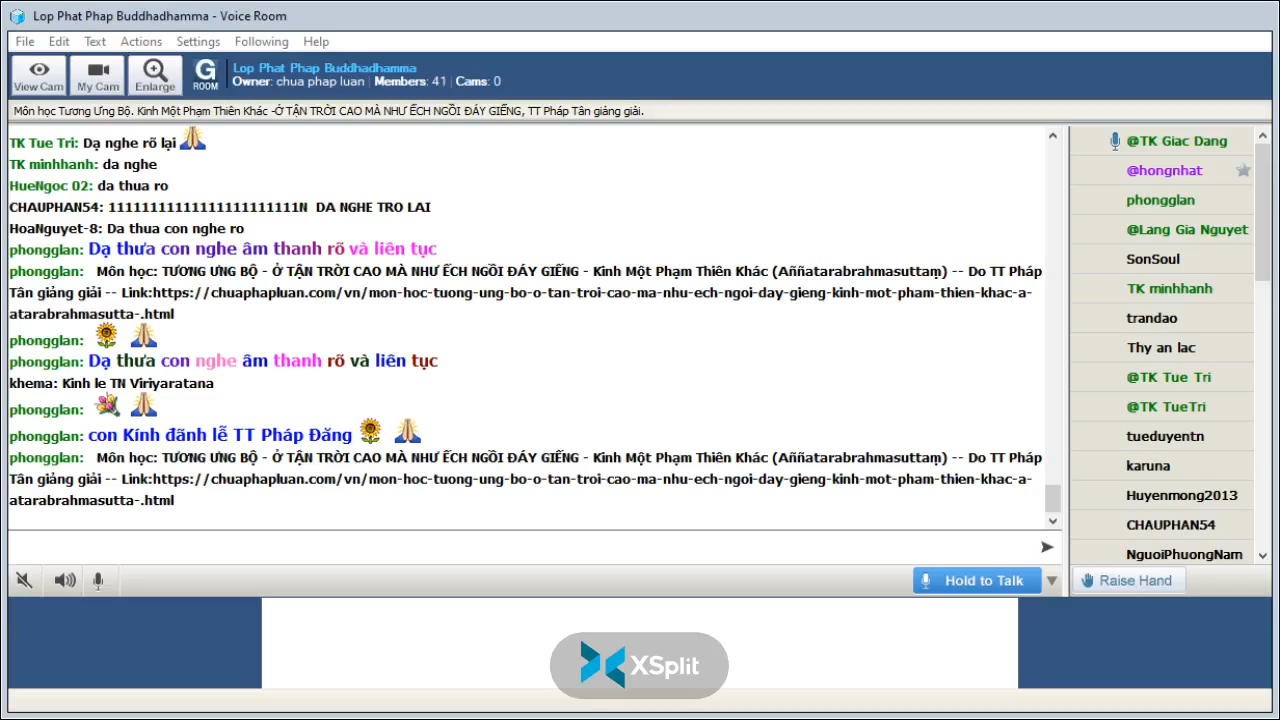 Lop Phat Phap Buddhadhamma - Voice Room
File Edit Text Actions Settings Following Help
View Cam My Cam Enlarge G ROOM
Lop Phat Phap Buddhadhamma
Owner: chua phap luan | Members: 41 | Cams: 0
Môn học Tương Ưng Bộ. Kinh Một Phạm Thiên Khác -Ở TẬN TRỜI CAO MÀ NHƯ ẾCH NGỒI ĐÁY GIẾNG, TT Pháp Tân giảng giải.
TK Tue Tri: Dạ nghe rõ lại
TK minhhanh: da nghe
HueNgoc 02: da thua ro
CHAUPHAN54: 11111111111111111111111N DA NGHE TRO LAI
HoaNguyet-8: Da thua con nghe ro
phongglan: Dạ thưa con nghe âm thanh rõ và liên tục
phongglan: Môn học: TƯƠNG ƯNG BỘ - Ở TẬN TRỜI CAO MÀ NHƯ ẾCH NGỒI ĐÁY GIẾNG - Kinh Một Phạm Thiên Khác (Aññatarabrahmasuttaṃ) -- Do TT Pháp
Tân giảng giải -- Link:https://chuaphapluan.com/vn/mon-hoc-tuong-ung-bo-o-tan-troi-cao-ma-nhu-ech-ngoi-day-gieng-kinh-mot-pham-thien-khac-a-
atarabrahmasutta-.html
phongglan:
phongglan: Dạ thưa con nghe âm thanh rõ và liên tục
khema: Kinh le TN Viriyaratana
phongglan:
phongglan: con Kính đãnh lễ TT Pháp Đăng
phongglan: Môn học: TƯƠNG ƯNG BỘ - Ở TẬN TRỜI CAO MÀ NHƯ ẾCH NGỒI ĐÁY GIẾNG - Kinh Một Phạm Thiên Khác (Aññatarabrahmasuttaṃ) -- Do TT Pháp
Tân giảng giải -- Link:https://chuaphapluan.com/vn/mon-hoc-tuong-ung-bo-o-tan-troi-cao-ma-nhu-ech-ngoi-day-gieng-kinh-mot-pham-thien-khac-a-
atarabrahmasutta-.html
@TK Giac Dang
@hongnhat
phongglan
@Lang Gia Nguyet
SonSoul
TK minhhanh
trandao
Thy an lac
@TK Tue Tri
@TK TueTri
tueduyentn
karuna
Huyenmong2013
CHAUPHAN54
NguoiPhuongNam
Hold to Talk
Raise Hand
XSplit